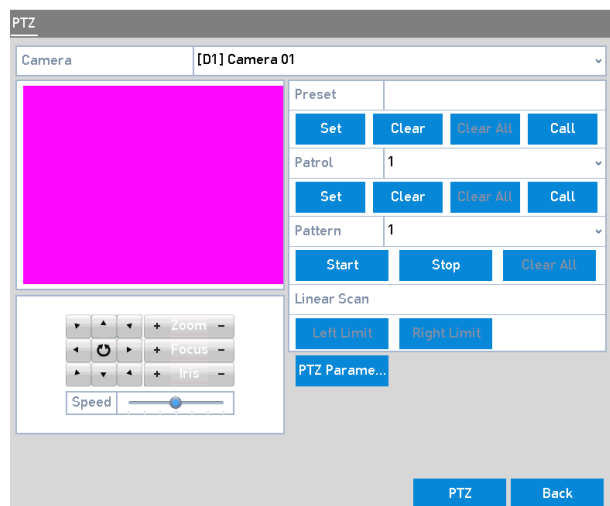 PTZ
Camera [D1] Camera 01
Preset
Set Clear Clear All Call
Patrol 1
Set Clear Clear All Call
Pattern 1
Start Stop Clear All
Linear Scan
Left Limit Right Limit
PTZ Parame...
+ Zoom -
+ Focus -
+ Iris -
Speed
PTZ Back